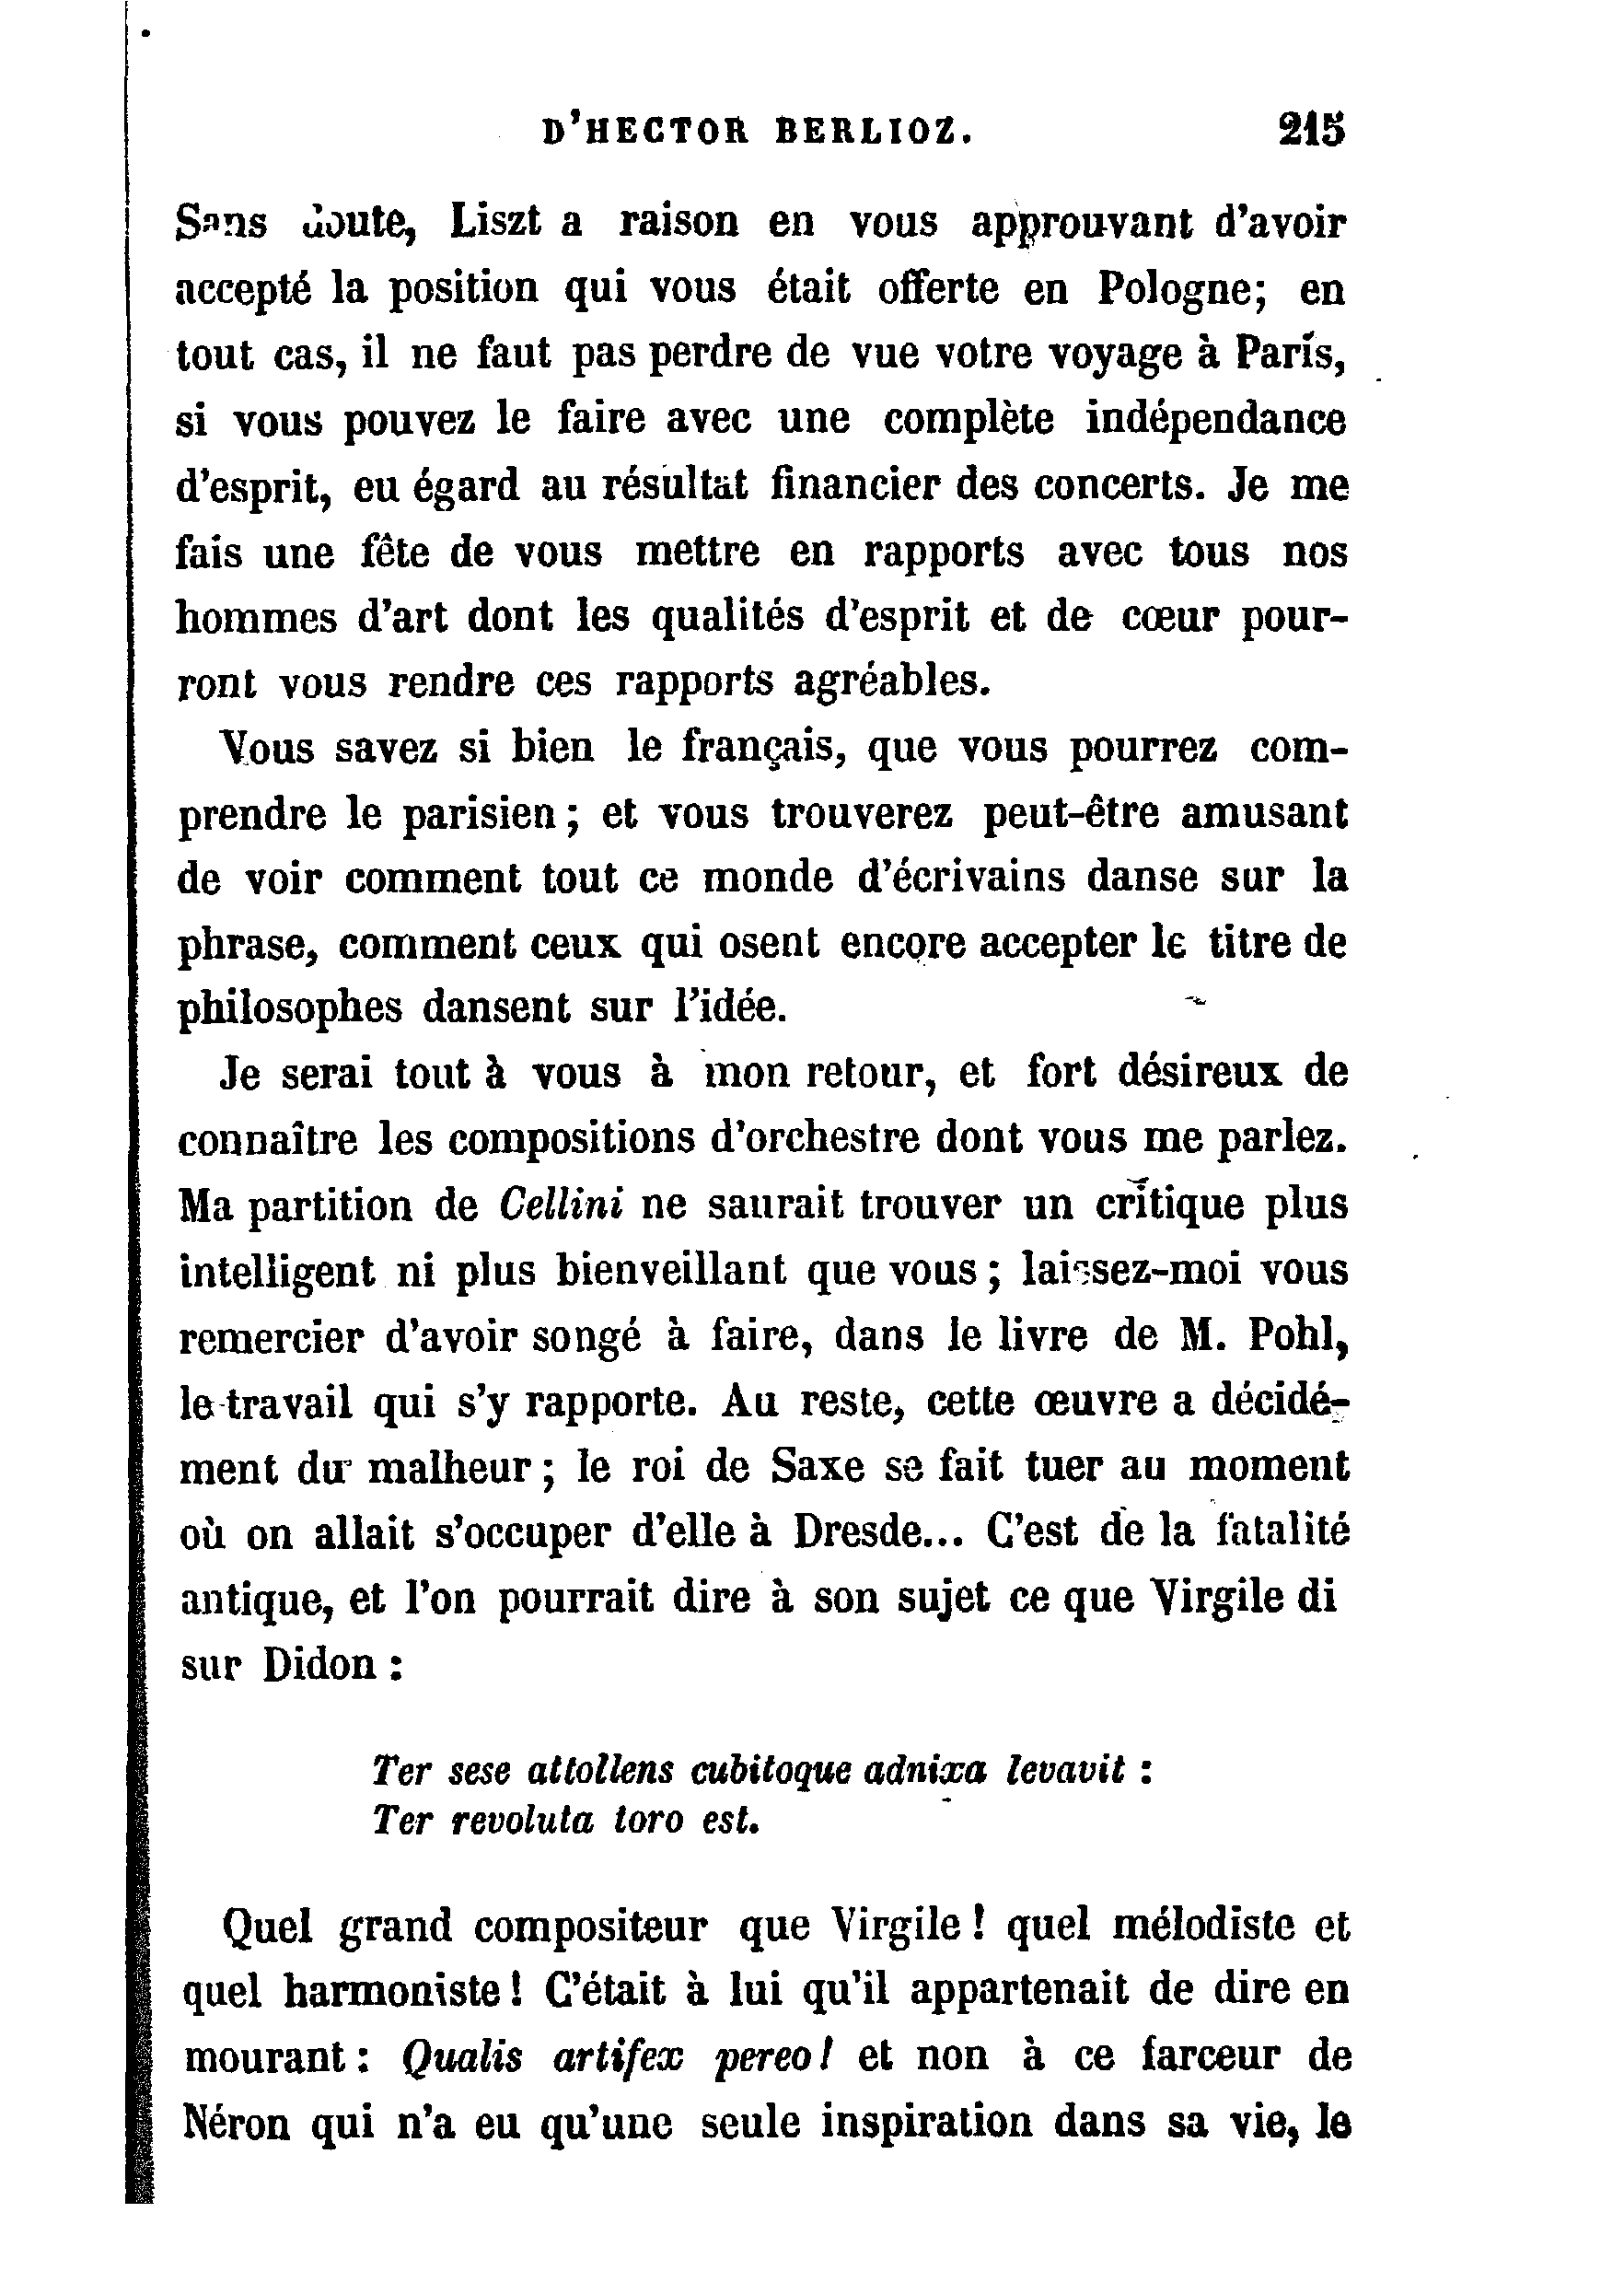 D'HECTOR BERLIOZ. 215
Sans doute, Liszt a raison en vous approuvant d'avoir
accepté la position qui vous était offerte en Pologne; en
tout cas, il ne faut pas perdre de vue votre voyage à Paris,
si vous pouvez le faire avec une complète indépendance
d'esprit, eu égard au résultat financier des concerts. Je me
fais une fête de vous mettre en rapports avec tous nos
hommes d'art dont les qualités d'esprit et de cœur pour-
ront vous rendre ces rapports agréables.
Vous savez si bien le français, que vous pourrez com-
prendre le parisien ; et vous trouverez peut-être amusant
de voir comment tout ce monde d'écrivains danse sur la
phrase, comment ceux qui osent encore accepter le titre de
philosophes dansent sur l'idée.
Je serai tout à vous à mon retour, et fort désireux de
connaître les compositions d'orchestre dont vous me parlez.
Ma partition de Cellini ne saurait trouver un critique plus
intelligent ni plus bienveillant que vous ; laissez-moi vous
remercier d'avoir songé à faire, dans le livre de M. Pohl,
le travail qui s'y rapporte. Au reste, cette œuvre a décidé-
ment du malheur ; le roi de Saxe se fait tuer au moment
où on allait s'occuper d'elle à Dresde... C'est de la fatalité
antique, et l'on pourrait dire à son sujet ce que Virgile di
sur Didon :
Ter sese attollens cubitoque adnixa levavit :
Ter revoluta toro est.
Quel grand compositeur que Virgile ! quel mélodiste et
quel harmoniste ! C'était à lui qu'il appartenait de dire en
mourant : Qualis artifex pereo ! et non à ce farceur de
Néron qui n'a eu qu'une seule inspiration dans sa vie, le